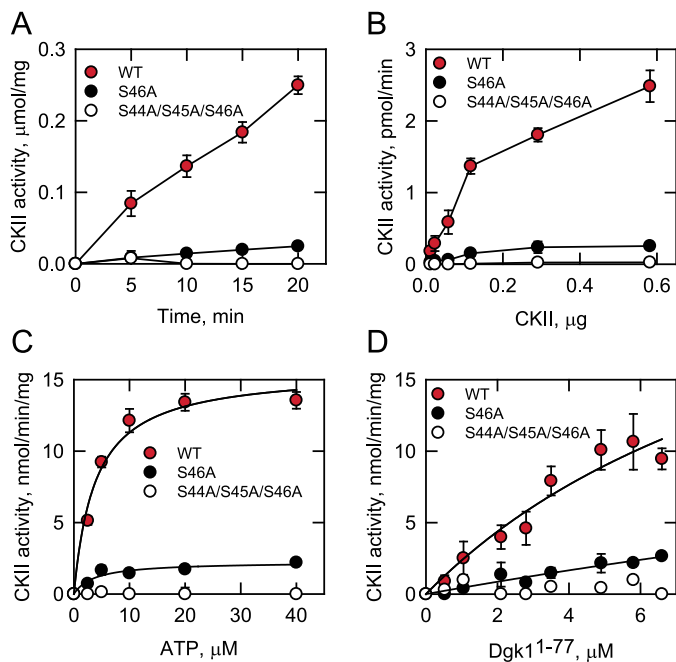 A
CKII activity, μmol/mg
0.3
0.2
0.1
0.0
WT
S46A
S44A/S45A/S46A
0 5 10 15 20
Time, min
B
CKII activity, pmol/min
3
2
1
0
WT
S46A
S44A/S45A/S46A
0.0 0.2 0.4 0.6
CKII, μg
C
CKII activity, nmol/min/mg
15
10
5
0
WT
S46A
S44A/S45A/S46A
0 10 20 30 40
ATP, μM
D
CKII activity, nmol/min/mg
15
10
5
0
WT
S46A
S44A/S45A/S46A
0 2 4 6
Dgk1¹⁻⁷⁷, μM